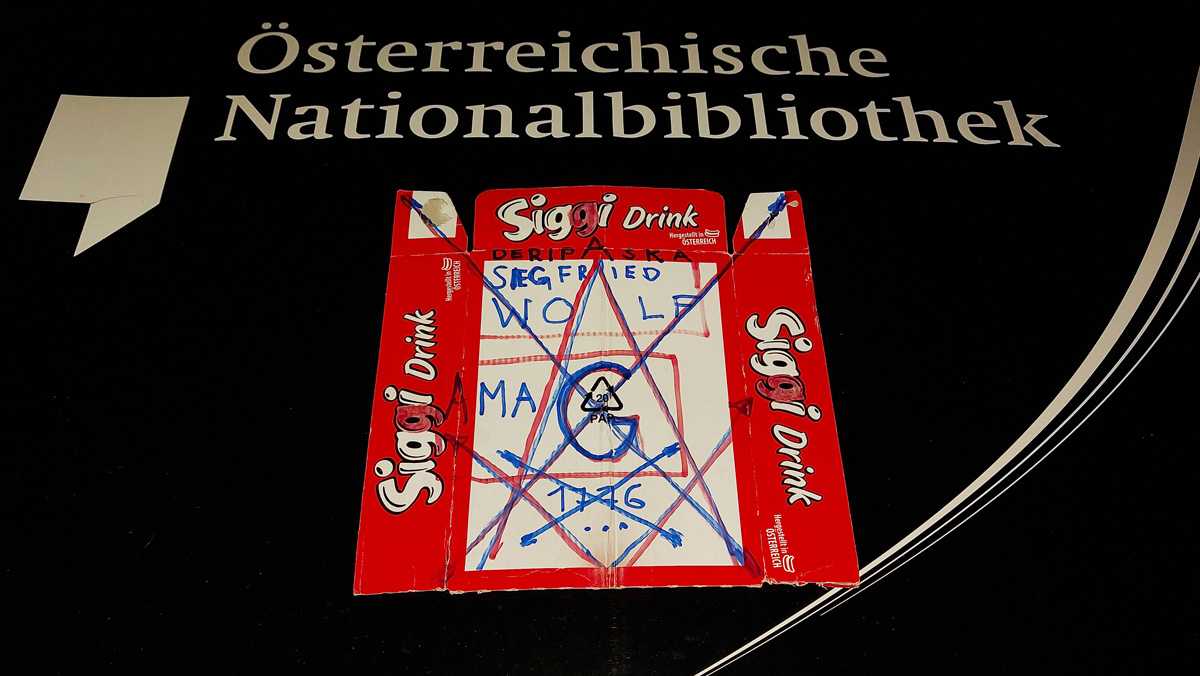 Österreichische
Nationalbibliothek
Siggi Drink
Hergestellt in
ÖSTERREICH
DERIPASKA
SIEGFRIED
WOLF
Hergestellt in
ÖSTERREICH
Siggi Drink
MA G
20
PAP
1776
...
Siggi Drink
Hergestellt in
ÖSTERREICH